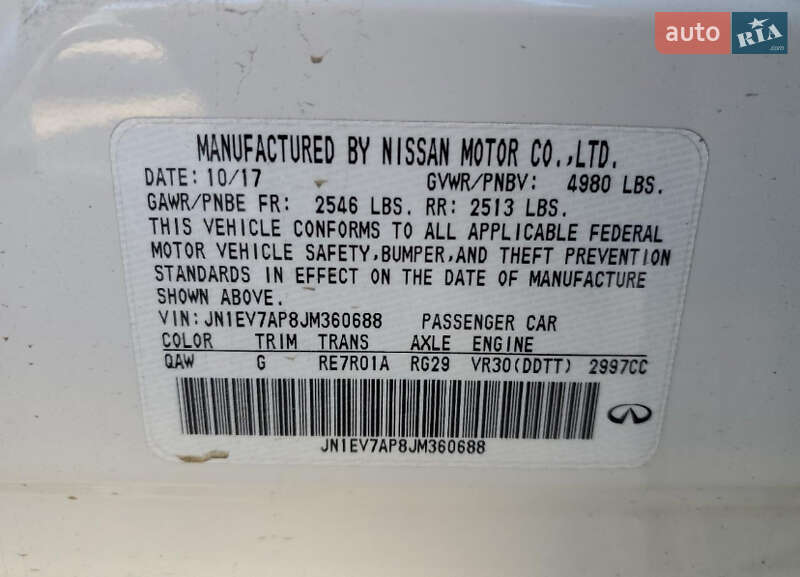 auto RIA.com
MANUFACTURED BY NISSAN MOTOR CO.,LTD.
DATE: 10/17 GVWR/PNBV: 4980 LBS.
GAWR/PNBE FR: 2546 LBS. RR: 2513 LBS.
THIS VEHICLE CONFORMS TO ALL APPLICABLE FEDERAL
MOTOR VEHICLE SAFETY,BUMPER,AND THEFT PREVENTION
STANDARDS IN EFFECT ON THE DATE OF MANUFACTURE
SHOWN ABOVE.
VIN:JN1EV7AP8JM360688 PASSENGER CAR
COLOR TRIM TRANS AXLE ENGINE
QAW G RE7R01A RG29 VR30(DDTT) 2997CC
JN1EV7AP8JM360688